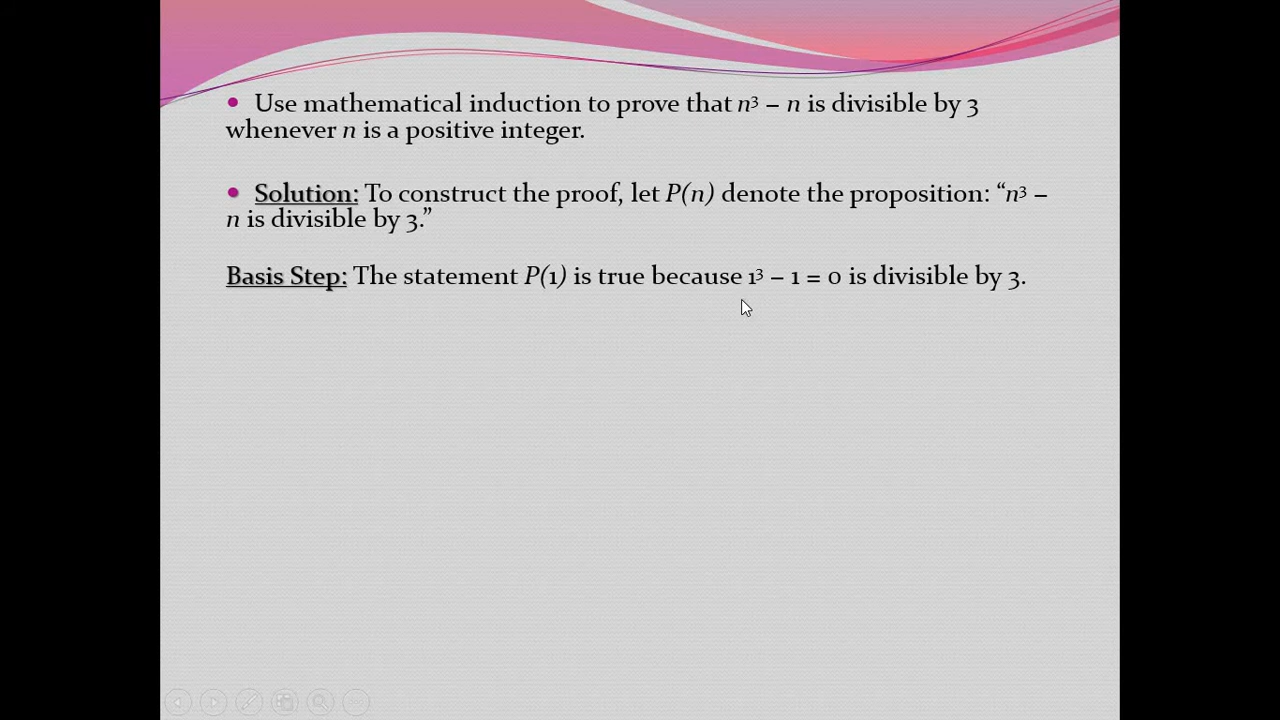 • Use mathematical induction to prove that n³ – n is divisible by 3
whenever n is a positive integer.
• Solution: To construct the proof, let P(n) denote the proposition: “n³ –
n is divisible by 3.”
Basis Step: The statement P(1) is true because 1³ – 1 = 0 is divisible by 3.